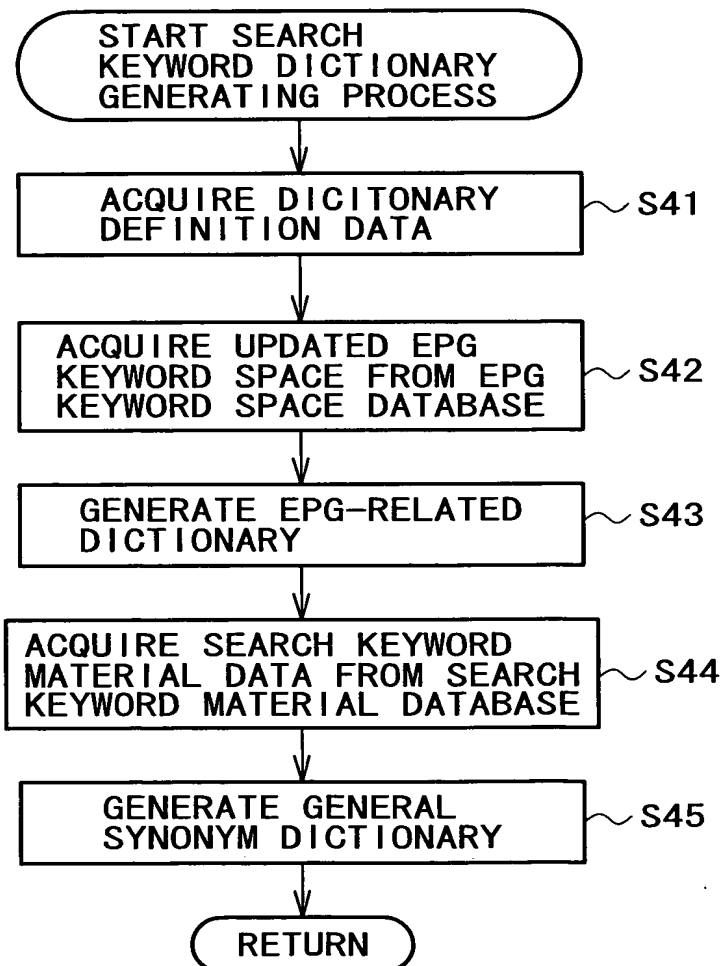 START SEARCH
KEYWORD DICTIONARY
GENERATING PROCESS
ACQUIRE DICITONARY
DEFINITION DATA
S41
ACQUIRE UPDATED EPG
KEYWORD SPACE FROM EPG
KEYWORD SPACE DATABASE
S42
GENERATE EPG-RELATED
DICTIONARY
S43
ACQUIRE SEARCH KEYWORD
MATERIAL DATA FROM SEARCH
KEYWORD MATERIAL DATABASE
S44
GENERATE GENERAL
SYNONYM DICTIONARY
S45
RETURN